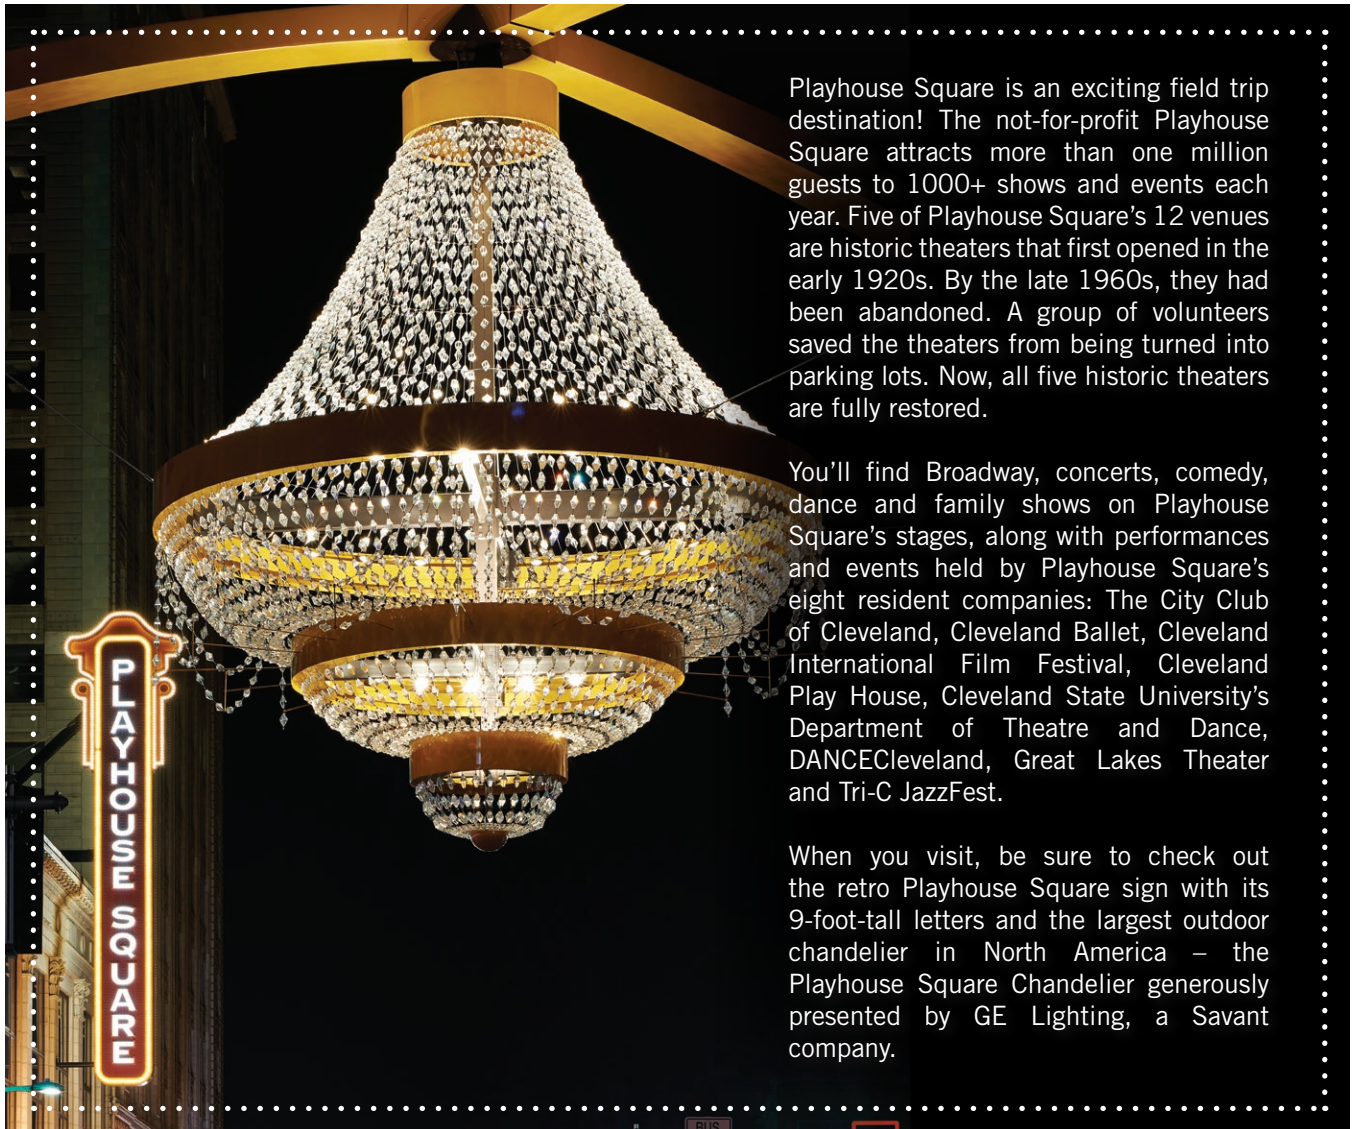 Playhouse Square is an exciting field trip
destination! The not-for-profit Playhouse
Square attracts more than one million
guests to 1000+ shows and events each
year. Five of Playhouse Square’s 12 venues
are historic theaters that first opened in the
early 1920s. By the late 1960s, they had
been abandoned. A group of volunteers
saved the theaters from being turned into
parking lots. Now, all five historic theaters
are fully restored.
You’ll find Broadway, concerts, comedy,
dance and family shows on Playhouse
Square’s stages, along with performances
and events held by Playhouse Square’s
eight resident companies: The City Club
of Cleveland, Cleveland Ballet, Cleveland
International Film Festival, Cleveland
Play House, Cleveland State University’s
Department of Theatre and Dance,
DANCECleveland, Great Lakes Theater
and Tri-C JazzFest.
When you visit, be sure to check out
the retro Playhouse Square sign with its
9-foot-tall letters and the largest outdoor
chandelier in North America – the
Playhouse Square Chandelier generously
presented by GE Lighting, a Savant
company.
PLAYHOUSE SQUARE
BUS